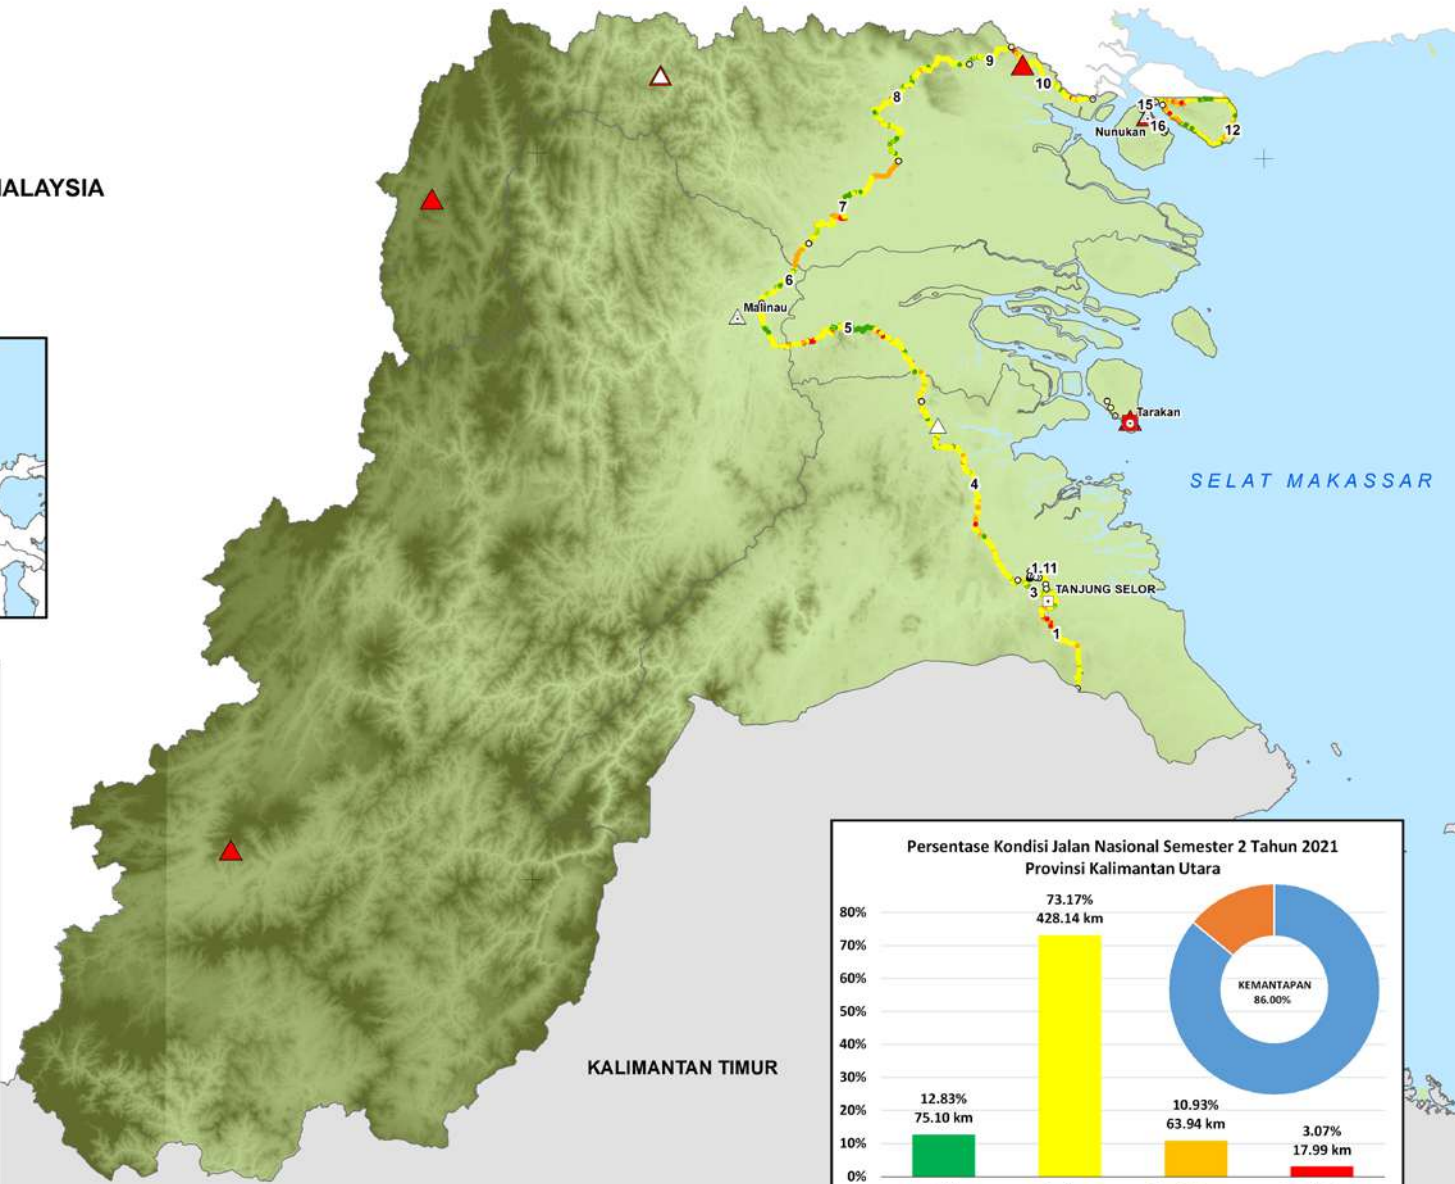 9
8
10
15
Nunukan
16
12
IALAYSIA
7
6
Malinau
5
Tarakan
SELAT MAKASSAR
4
1.11
3
TANJUNG SELOR
1
KALIMANTAN TIMUR
Persentase Kondisi Jalan Nasional Semester 2 Tahun 2021
Provinsi Kalimantan Utara
73.17%
428.14 km
80%
70%
60%
50%
40%
30%
20%
10%
0%
KEMANTAPAN
86.00%
12.83%
75.10 km
10.93%
63.94 km
3.07%
17.99 km